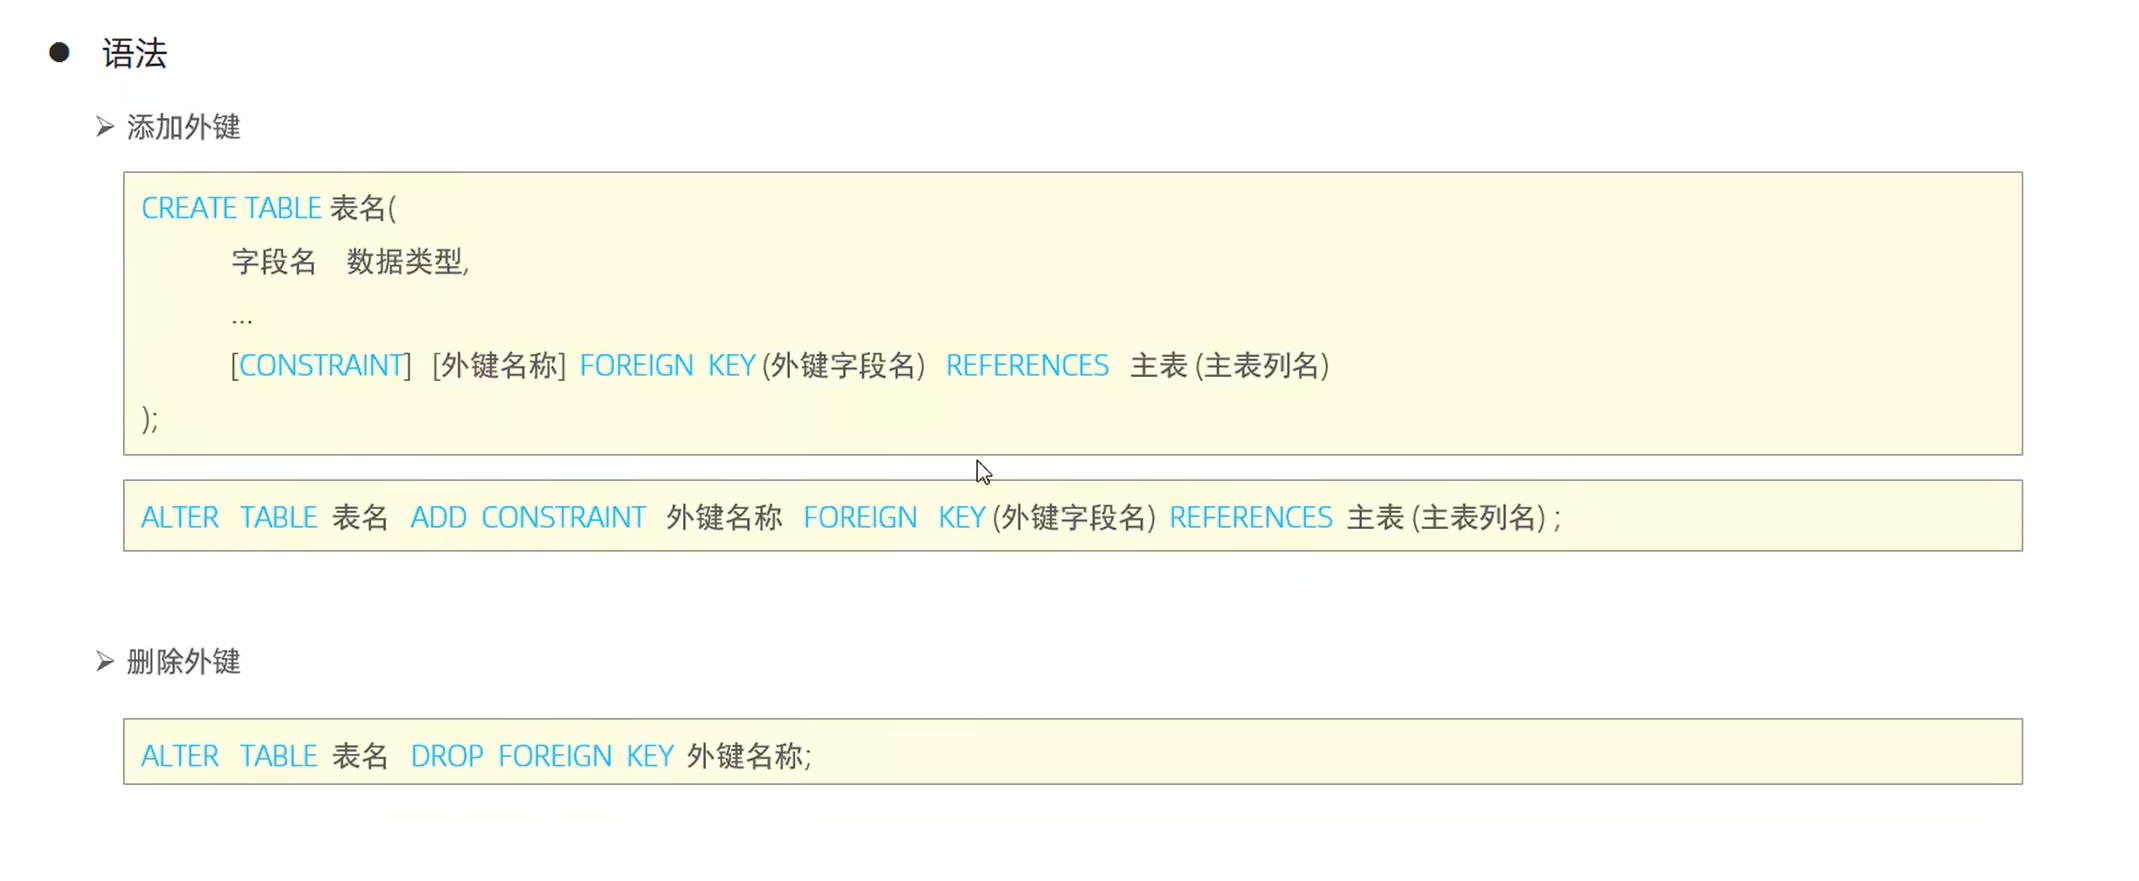 ● 语法
➢ 添加外键
CREATE TABLE 表名(
字段名 数据类型,
...
[CONSTRAINT] [外键名称] FOREIGN KEY (外键字段名) REFERENCES 主表 (主表列名)
);
ALTER TABLE 表名 ADD CONSTRAINT 外键名称 FOREIGN KEY (外键字段名) REFERENCES 主表 (主表列名) ;
➢ 删除外键
ALTER TABLE 表名 DROP FOREIGN KEY 外键名称;